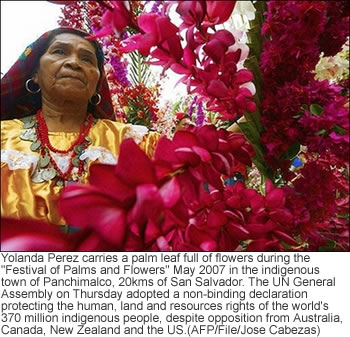 Yolanda Perez carries a palm leaf full of flowers during the
"Festival of Palms and Flowers" May 2007 in the indigenous
town of Panchimalco, 20kms of San Salvador. The UN General
Assembly on Thursday adopted a non-binding declaration
protecting the human, land and resources rights of the world's
370 million indigenous people, despite opposition from Australia,
Canada, New Zealand and the US.(AFP/File/Jose Cabezas)